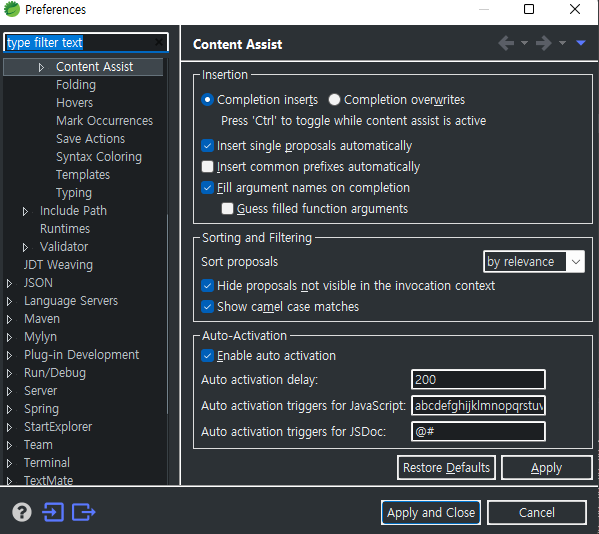 Preferences
type filter text
Content Assist
Folding
Hovers
Mark Occurrences
Save Actions
Syntax Coloring
Templates
Typing
Include Path
Runtimes
Validator
JDT Weaving
JSON
Language Servers
Maven
Mylyn
Plug-in Development
Run/Debug
Server
Spring
StartExplorer
Team
Terminal
TextMate
Content Assist
Insertion
Completion inserts Completion overwrites
Press 'Ctrl' to toggle while content assist is active
Insert single proposals automatically
Insert common prefixes automatically
Fill argument names on completion
Guess filled function arguments
Sorting and Filtering
Sort proposals by relevance
Hide proposals not visible in the invocation context
Show camel case matches
Auto-Activation
Enable auto activation
Auto activation delay: 200
Auto activation triggers for JavaScript: abcdefghijklmnopqrstuv
Auto activation triggers for JSDoc: @#
Restore Defaults Apply
Apply and Close Cancel